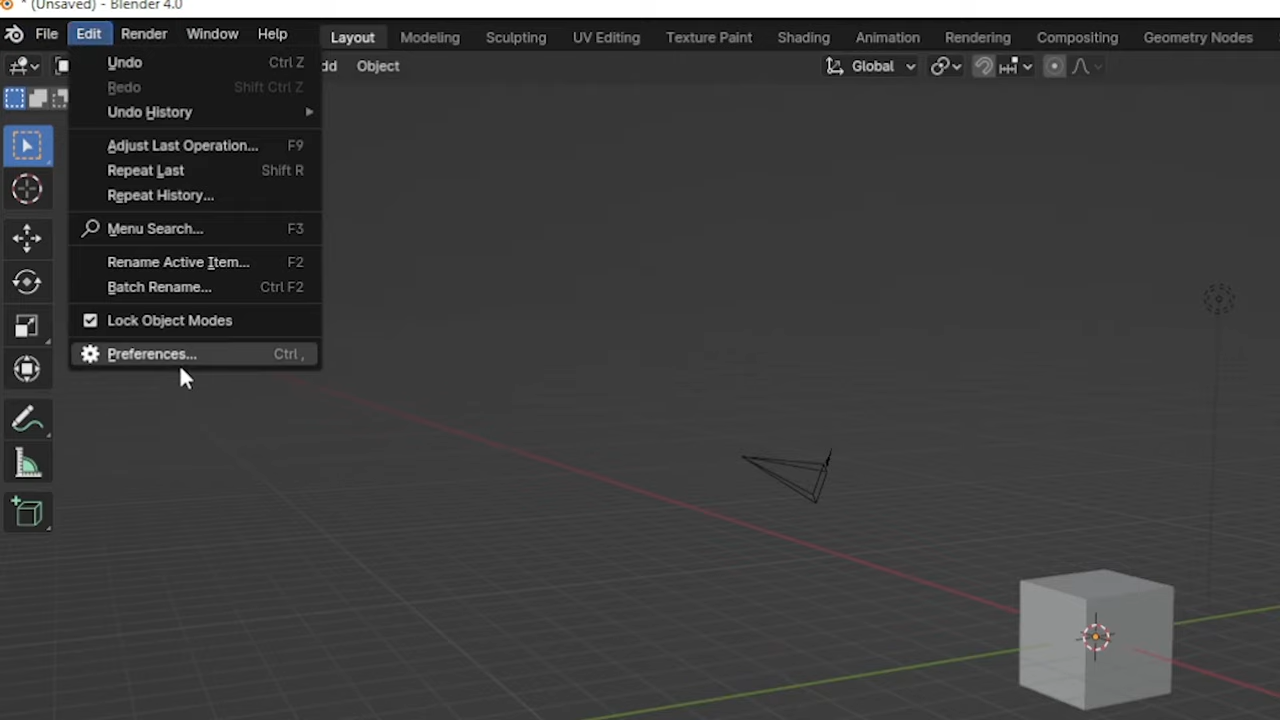 * (Unsaved) - Blender 4.0
File Edit Render Window Help Layout Modeling Sculpting UV Editing Texture Paint Shading Animation Rendering Compositing Geometry Nodes
dd Object Global
Undo Ctrl Z
Redo Shift Ctrl Z
Undo History
Adjust Last Operation... F9
Repeat Last Shift R
Repeat History...
Menu Search... F3
Rename Active Item... F2
Batch Rename... Ctrl F2
Lock Object Modes
Preferences... Ctrl ,